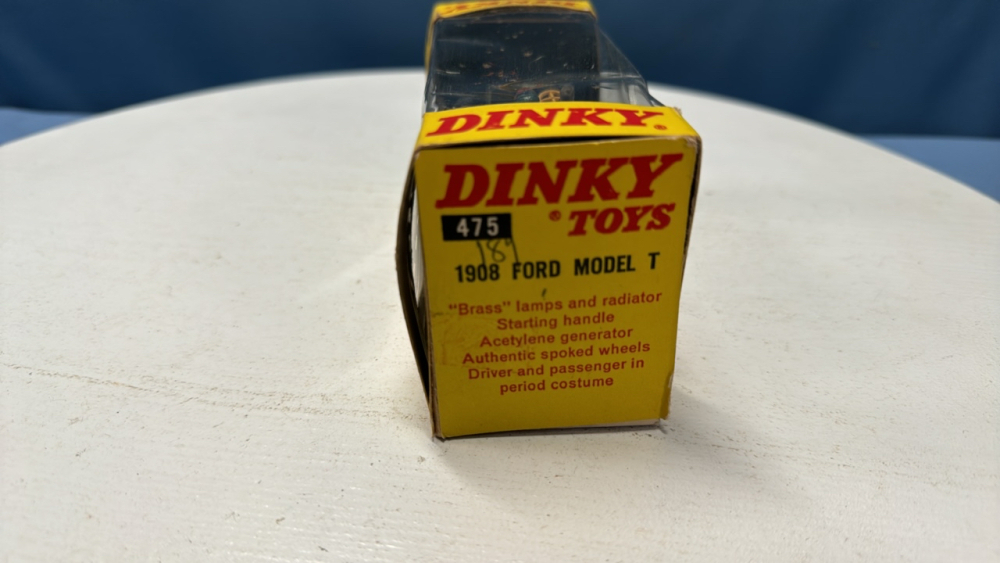 DINKY®
DINKY
® TOYS
475
1908 FORD MODEL T
"Brass" lamps and radiator
Starting handle
Acetylene generator
Authentic spoked wheels
Driver and passenger in
period costume